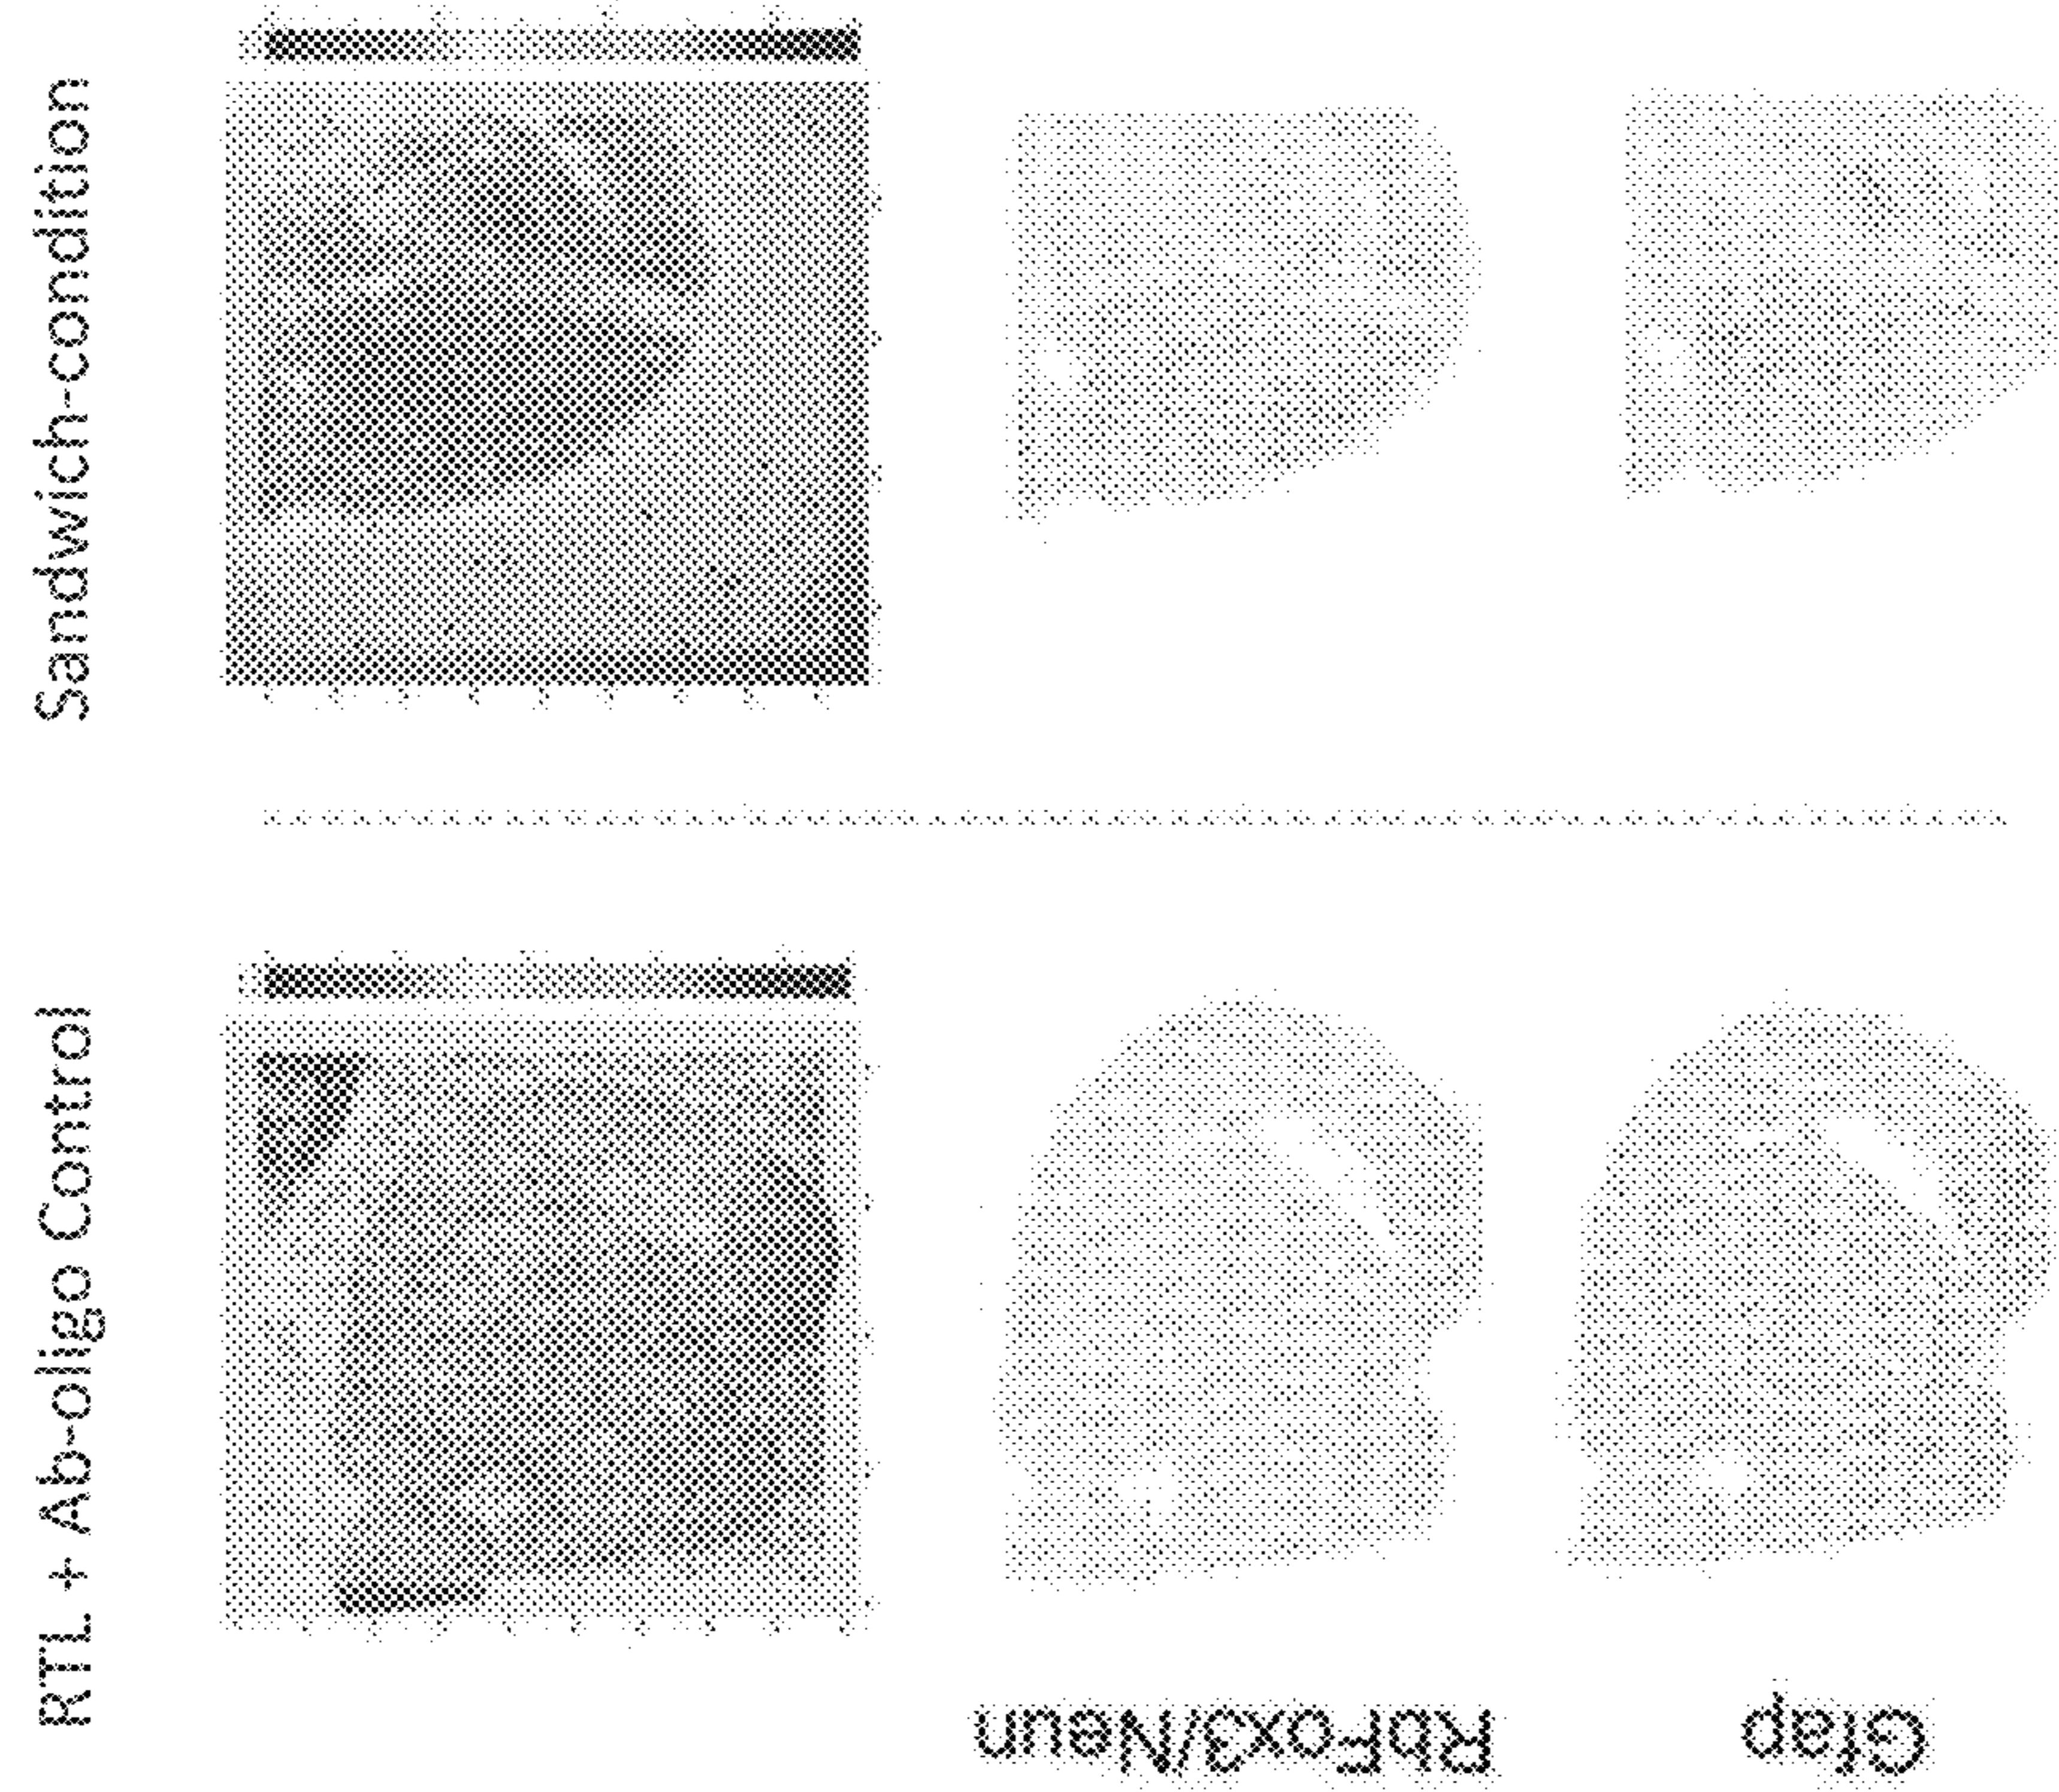 Sandwich-condition
RTL + Ab-oligo Control
RbFox3/Neun
Gfap